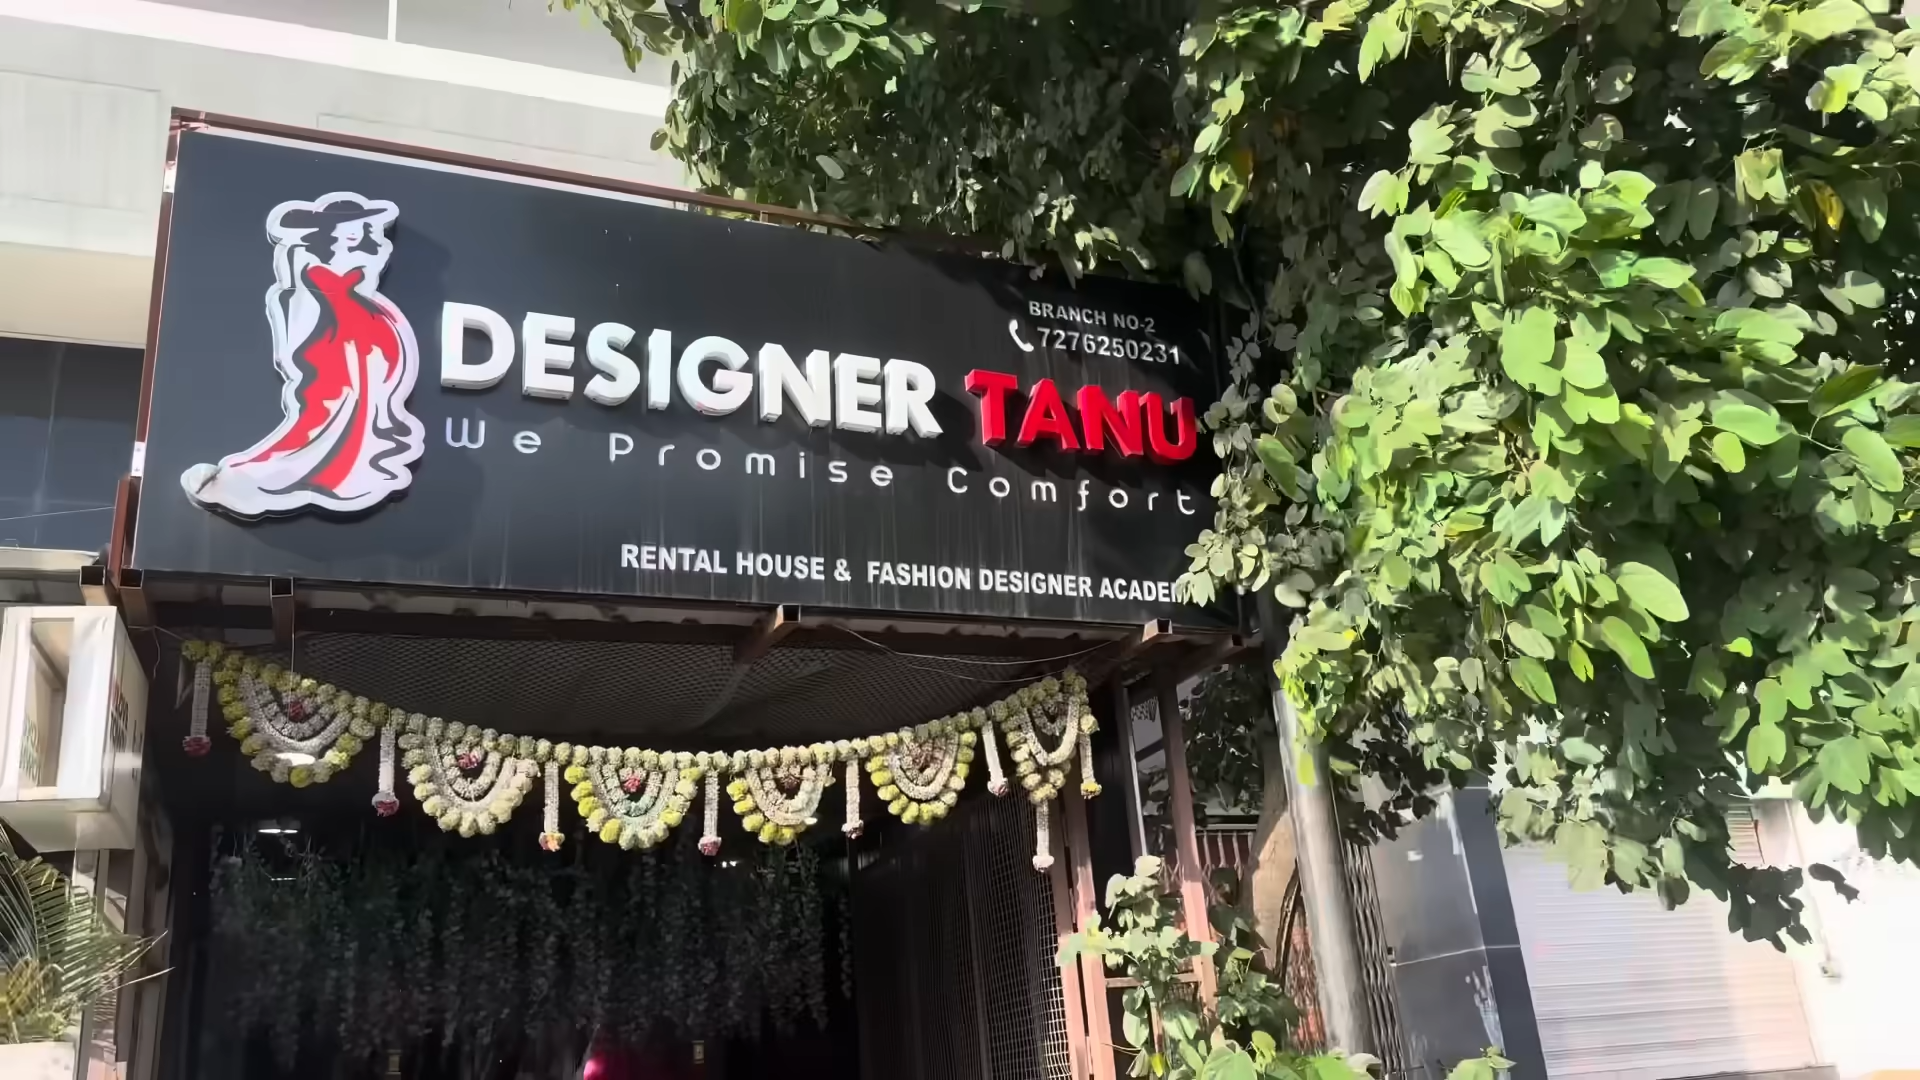 BRANCH NO-2
7276250231
DESIGNER TANU
We Promise Comfort
RENTAL HOUSE & FASHION DESIGNER ACADEM